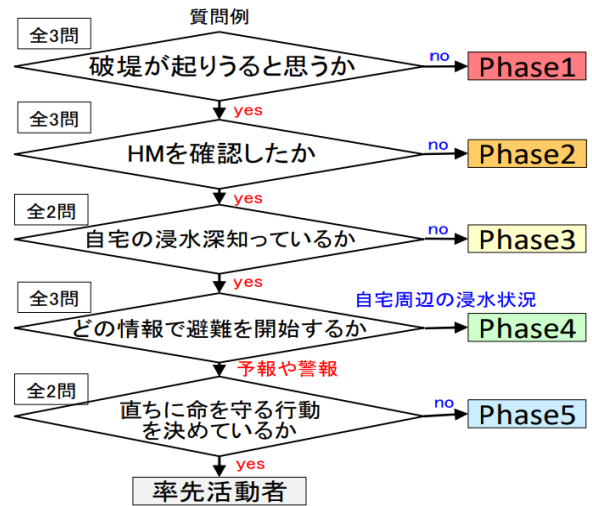 質問例
全3問
破堤が起りうると思うか
no
Phase1
yes
全3問
HMを確認したか
no
Phase2
yes
全2問
自宅の浸水深知っているか
no
Phase3
yes
全3問
自宅周辺の浸水状況
どの情報で避難を開始するか
Phase4
予報や警報
全2問
直ちに命を守る行動
を決めているか
no
Phase5
yes
率先活動者